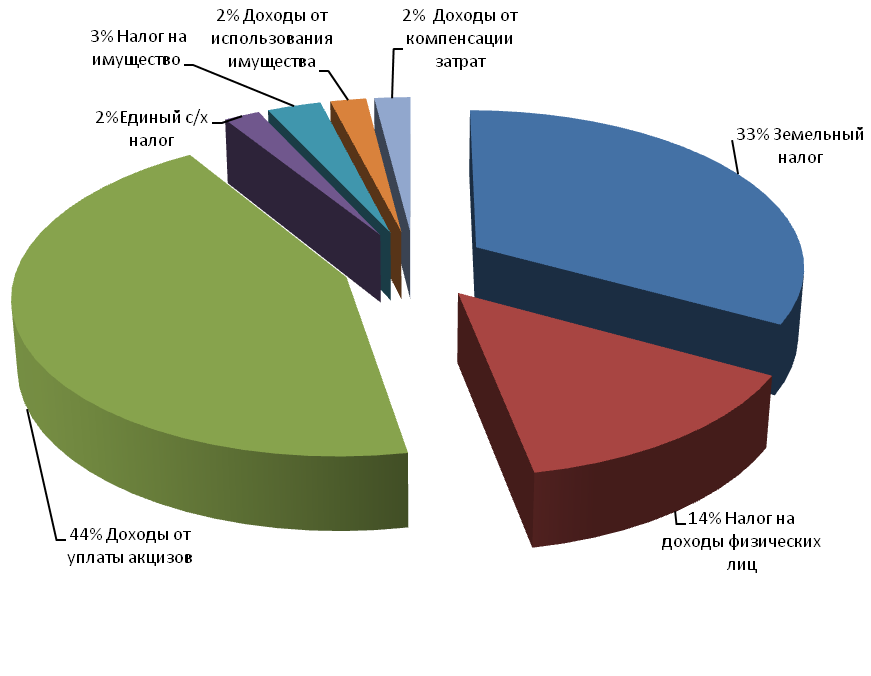 2% Доходы от
использования
имущества
2%  Доходы от
компенсации
затрат
3% Налог на
имущество
2%Единый с/х
налог
33% Земельный
налог
44% Доходы от
уплаты акцизов
14% Налог на
доходы физических
лиц